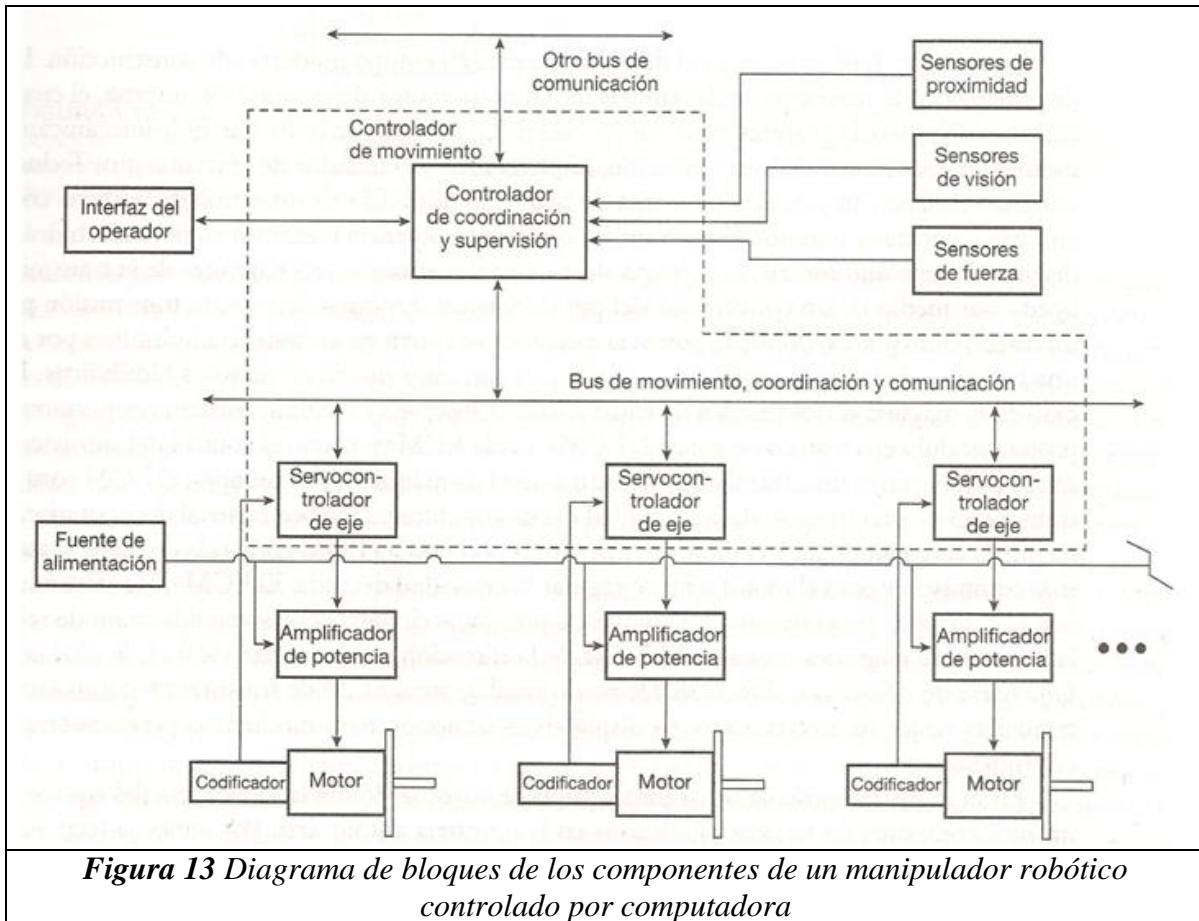 Otro bus de
comunicación
Sensores de
proximidad
Controlador
de movimiento
Sensores
de visión
Interfaz del
operador
Controlador
de coordinación
y supervisión
Sensores
de fuerza
Bus de movimiento, coordinación y comunicación
Servocon-
trolador
de eje
Servocon-
trolador
de eje
Servocon-
trolador
de eje
Fuente de
alimentación
Amplificador
de potencia
Amplificador
de potencia
Amplificador
de potencia
Codificador
Motor
Codificador
Motor
Codificador
Motor
Figura 13 Diagrama de bloques de los componentes de un manipulador robótico
controlado por computadora